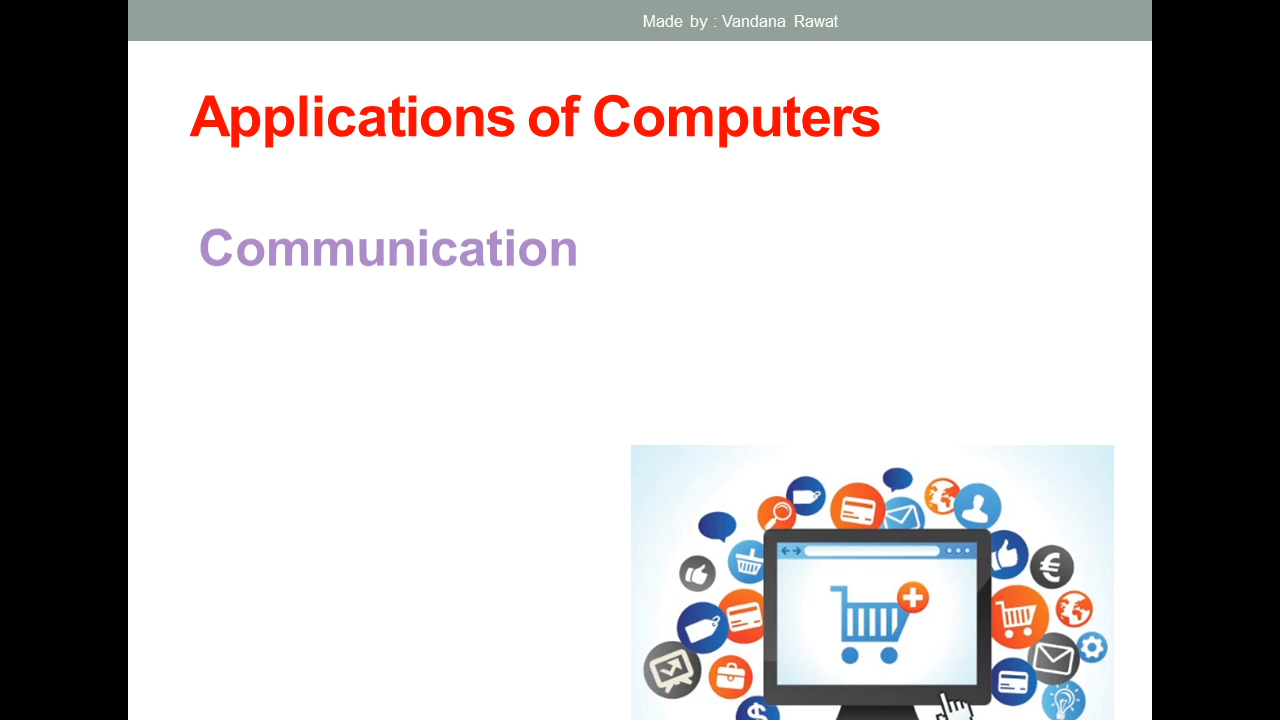 Made by : Vandana Rawat
Applications of Computers
Communication